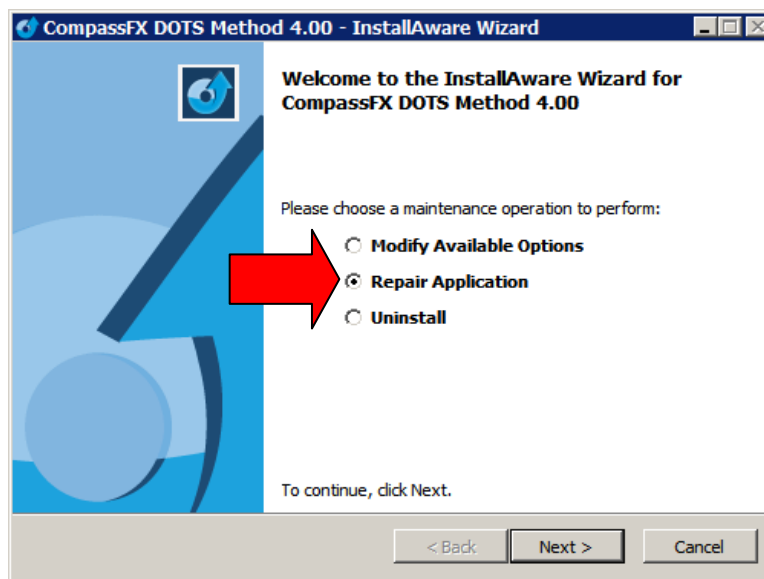 CompassFX DOTS Method 4.00 - InstallAware Wizard
Welcome to the InstallAware Wizard for
CompassFX DOTS Method 4.00
Please choose a maintenance operation to perform:
Modify Available Options
Repair Application
Uninstall
To continue, click Next.
< Back Next > Cancel